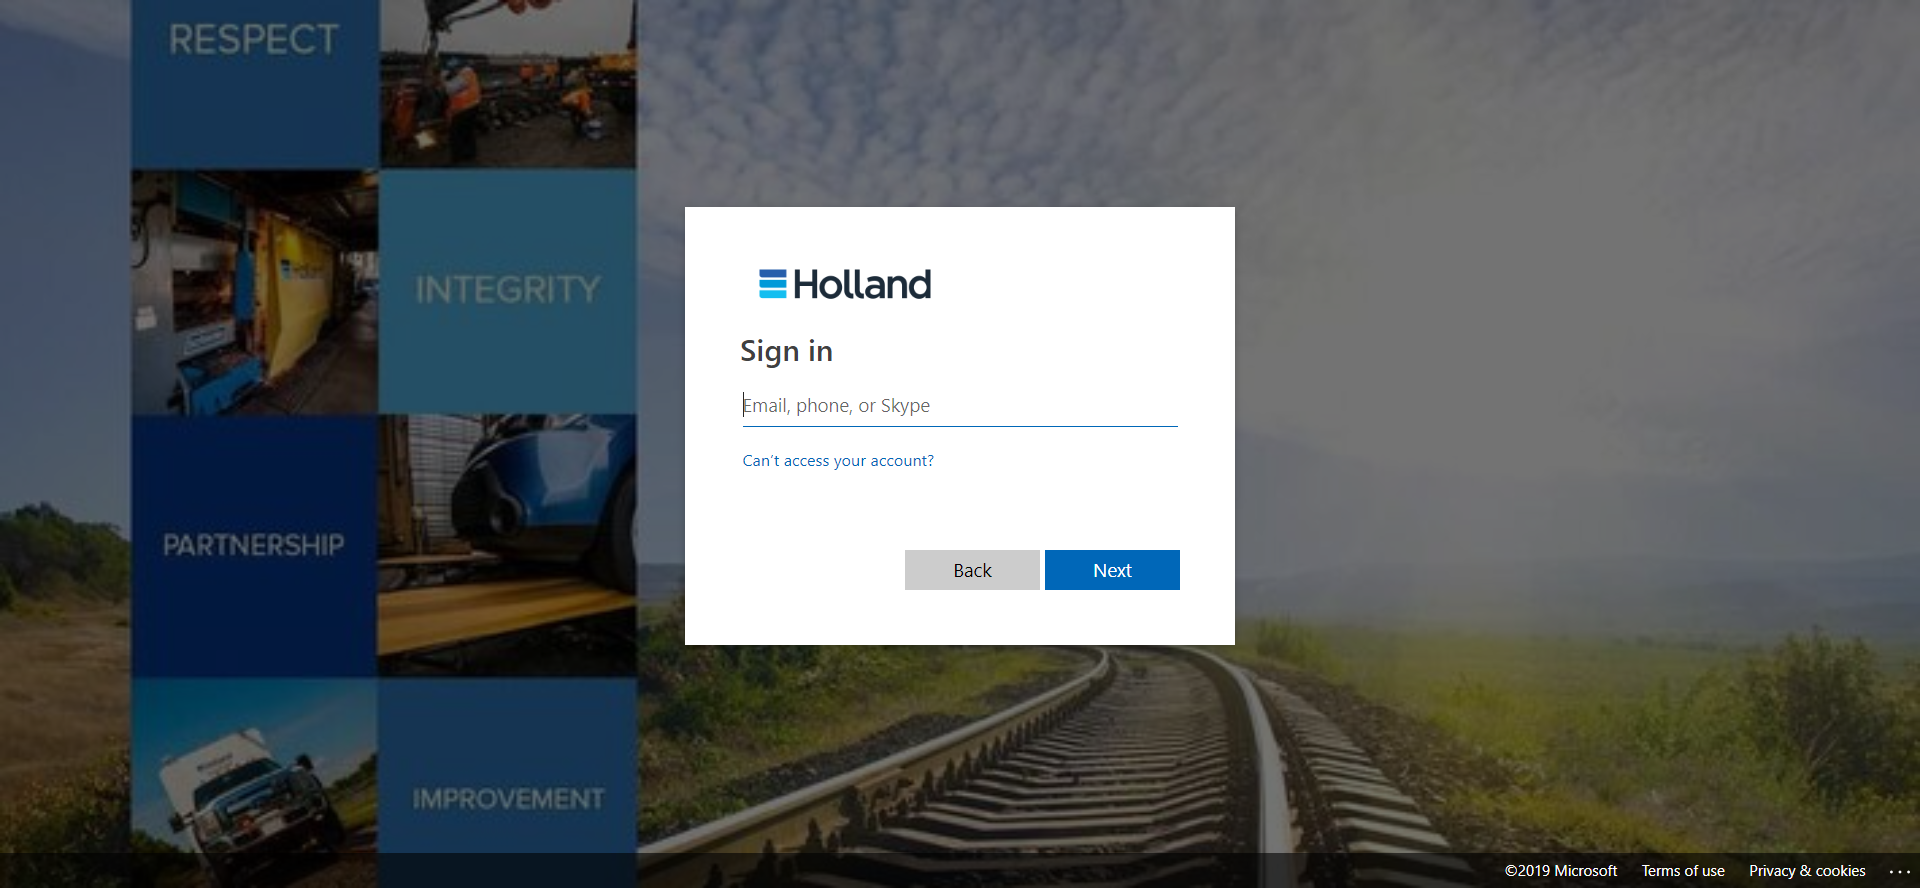 RESPECT
INTEGRITY
PARTNERSHIP
IMPROVEMENT
Holland
Sign in
Email, phone, or Skype
Can't access your account?
Back
Next
©2019 Microsoft
Terms of use
Privacy & cookies
...